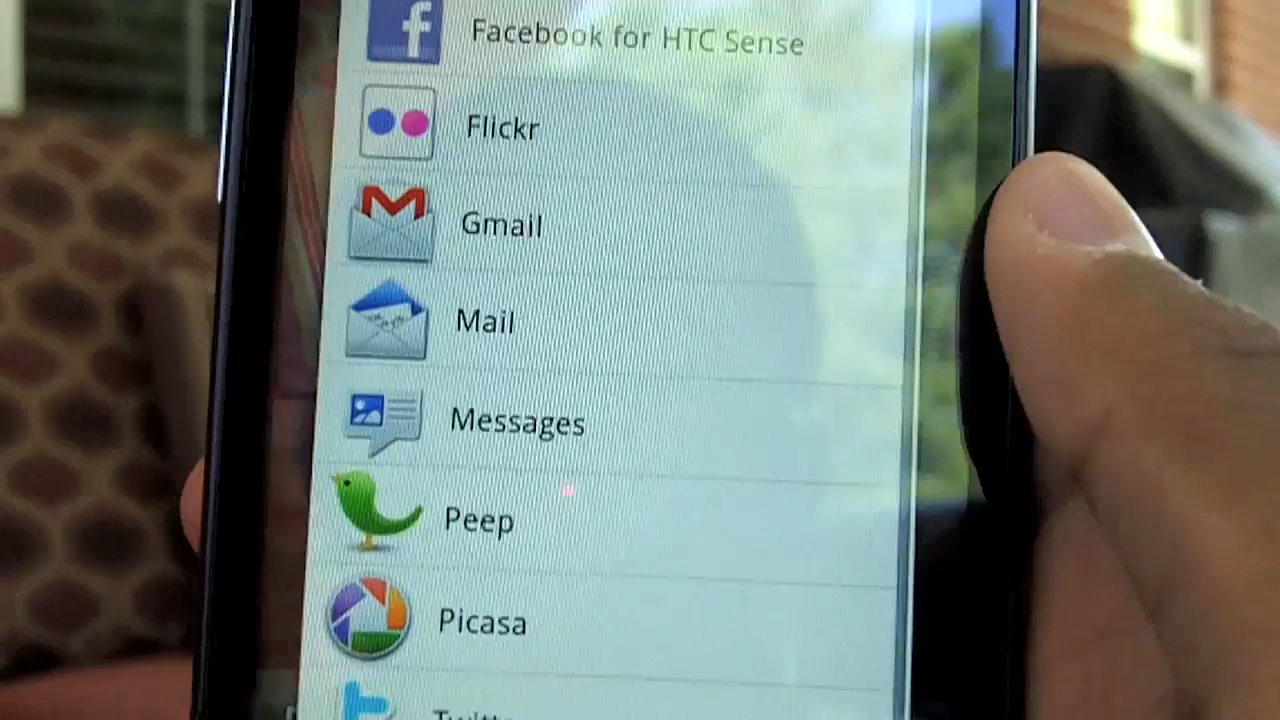 Facebook for HTC Sense
Flickr
Gmail
Mail
Messages
Peep
Picasa